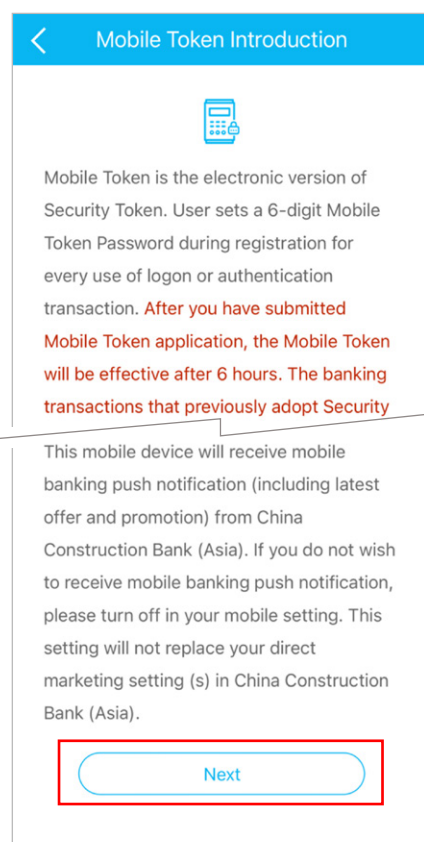 Mobile Token Introduction
Mobile Token is the electronic version of
Security Token. User sets a 6-digit Mobile
Token Password during registration for
every use of logon or authentication
transaction. After you have submitted
Mobile Token application, the Mobile Token
will be effective after 6 hours. The banking
transactions that previously adopt Security
This mobile device will receive mobile
banking push notification (including latest
offer and promotion) from China
Construction Bank (Asia). If you do not wish
to receive mobile banking push notification,
please turn off in your mobile setting. This
setting will not replace your direct
marketing setting (s) in China Construction
Bank (Asia).
Next